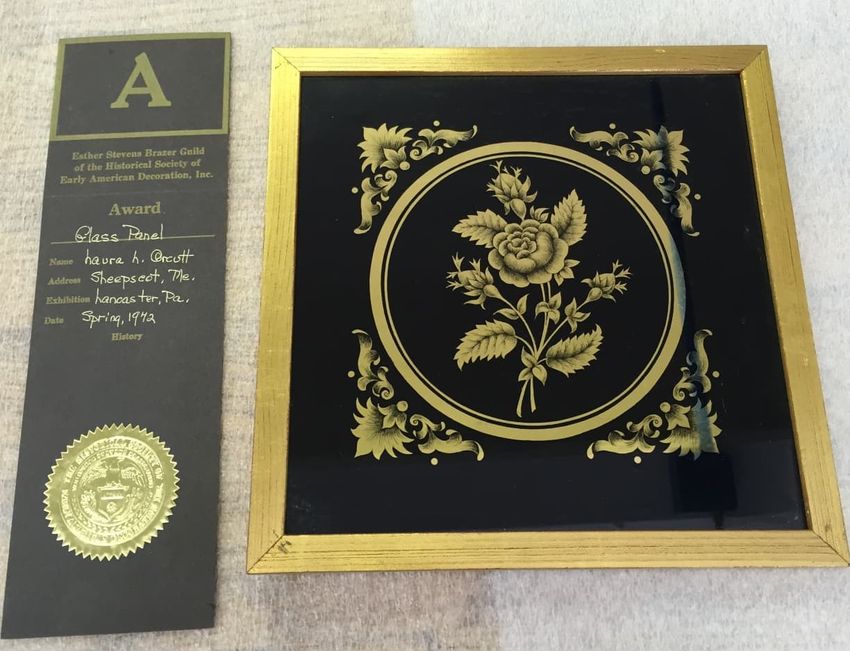 A
Esther Stevens Brazer Guild
of the Historical Society of
Early American Decoration, Inc.
Award
Glass Panel
Name Laura h. Orcutt
Address Sheepscot, Me.
Exhibition Lancaster, Pa.
Date Spring, 1972
History